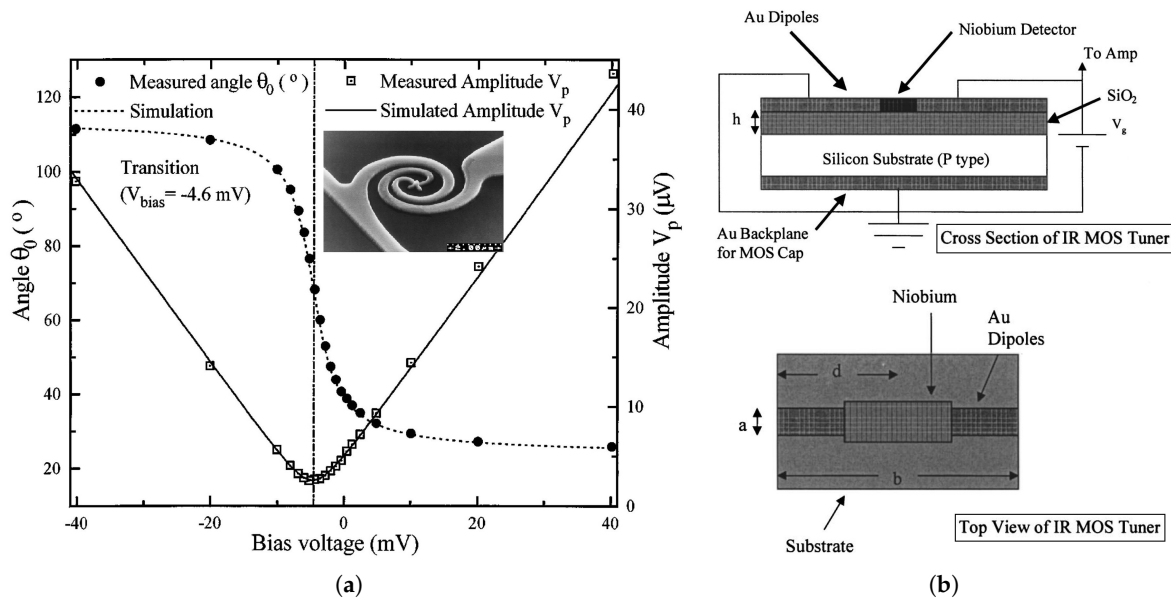 Measured angle θ0 (°)
Simulation
Measured Amplitude Vp
Simulated Amplitude Vp
Transition
(Vbias= -4.6 mV)
Angle θ0 (°)
120
100
80
60
40
20
Amplitude Vp (μV)
40
30
20
10
0
-40
-20
0
20
40
Bias voltage (mV)
(a)
Au Dipoles
Niobium Detector
To Amp
SiO2
h
Vg
Silicon Substrate (P type)
Au Backplane
for MOS Cap
Cross Section of IR MOS Tuner
Niobium
Au
Dipoles
d
a
b
Substrate
Top View of IR MOS Tuner
(b)